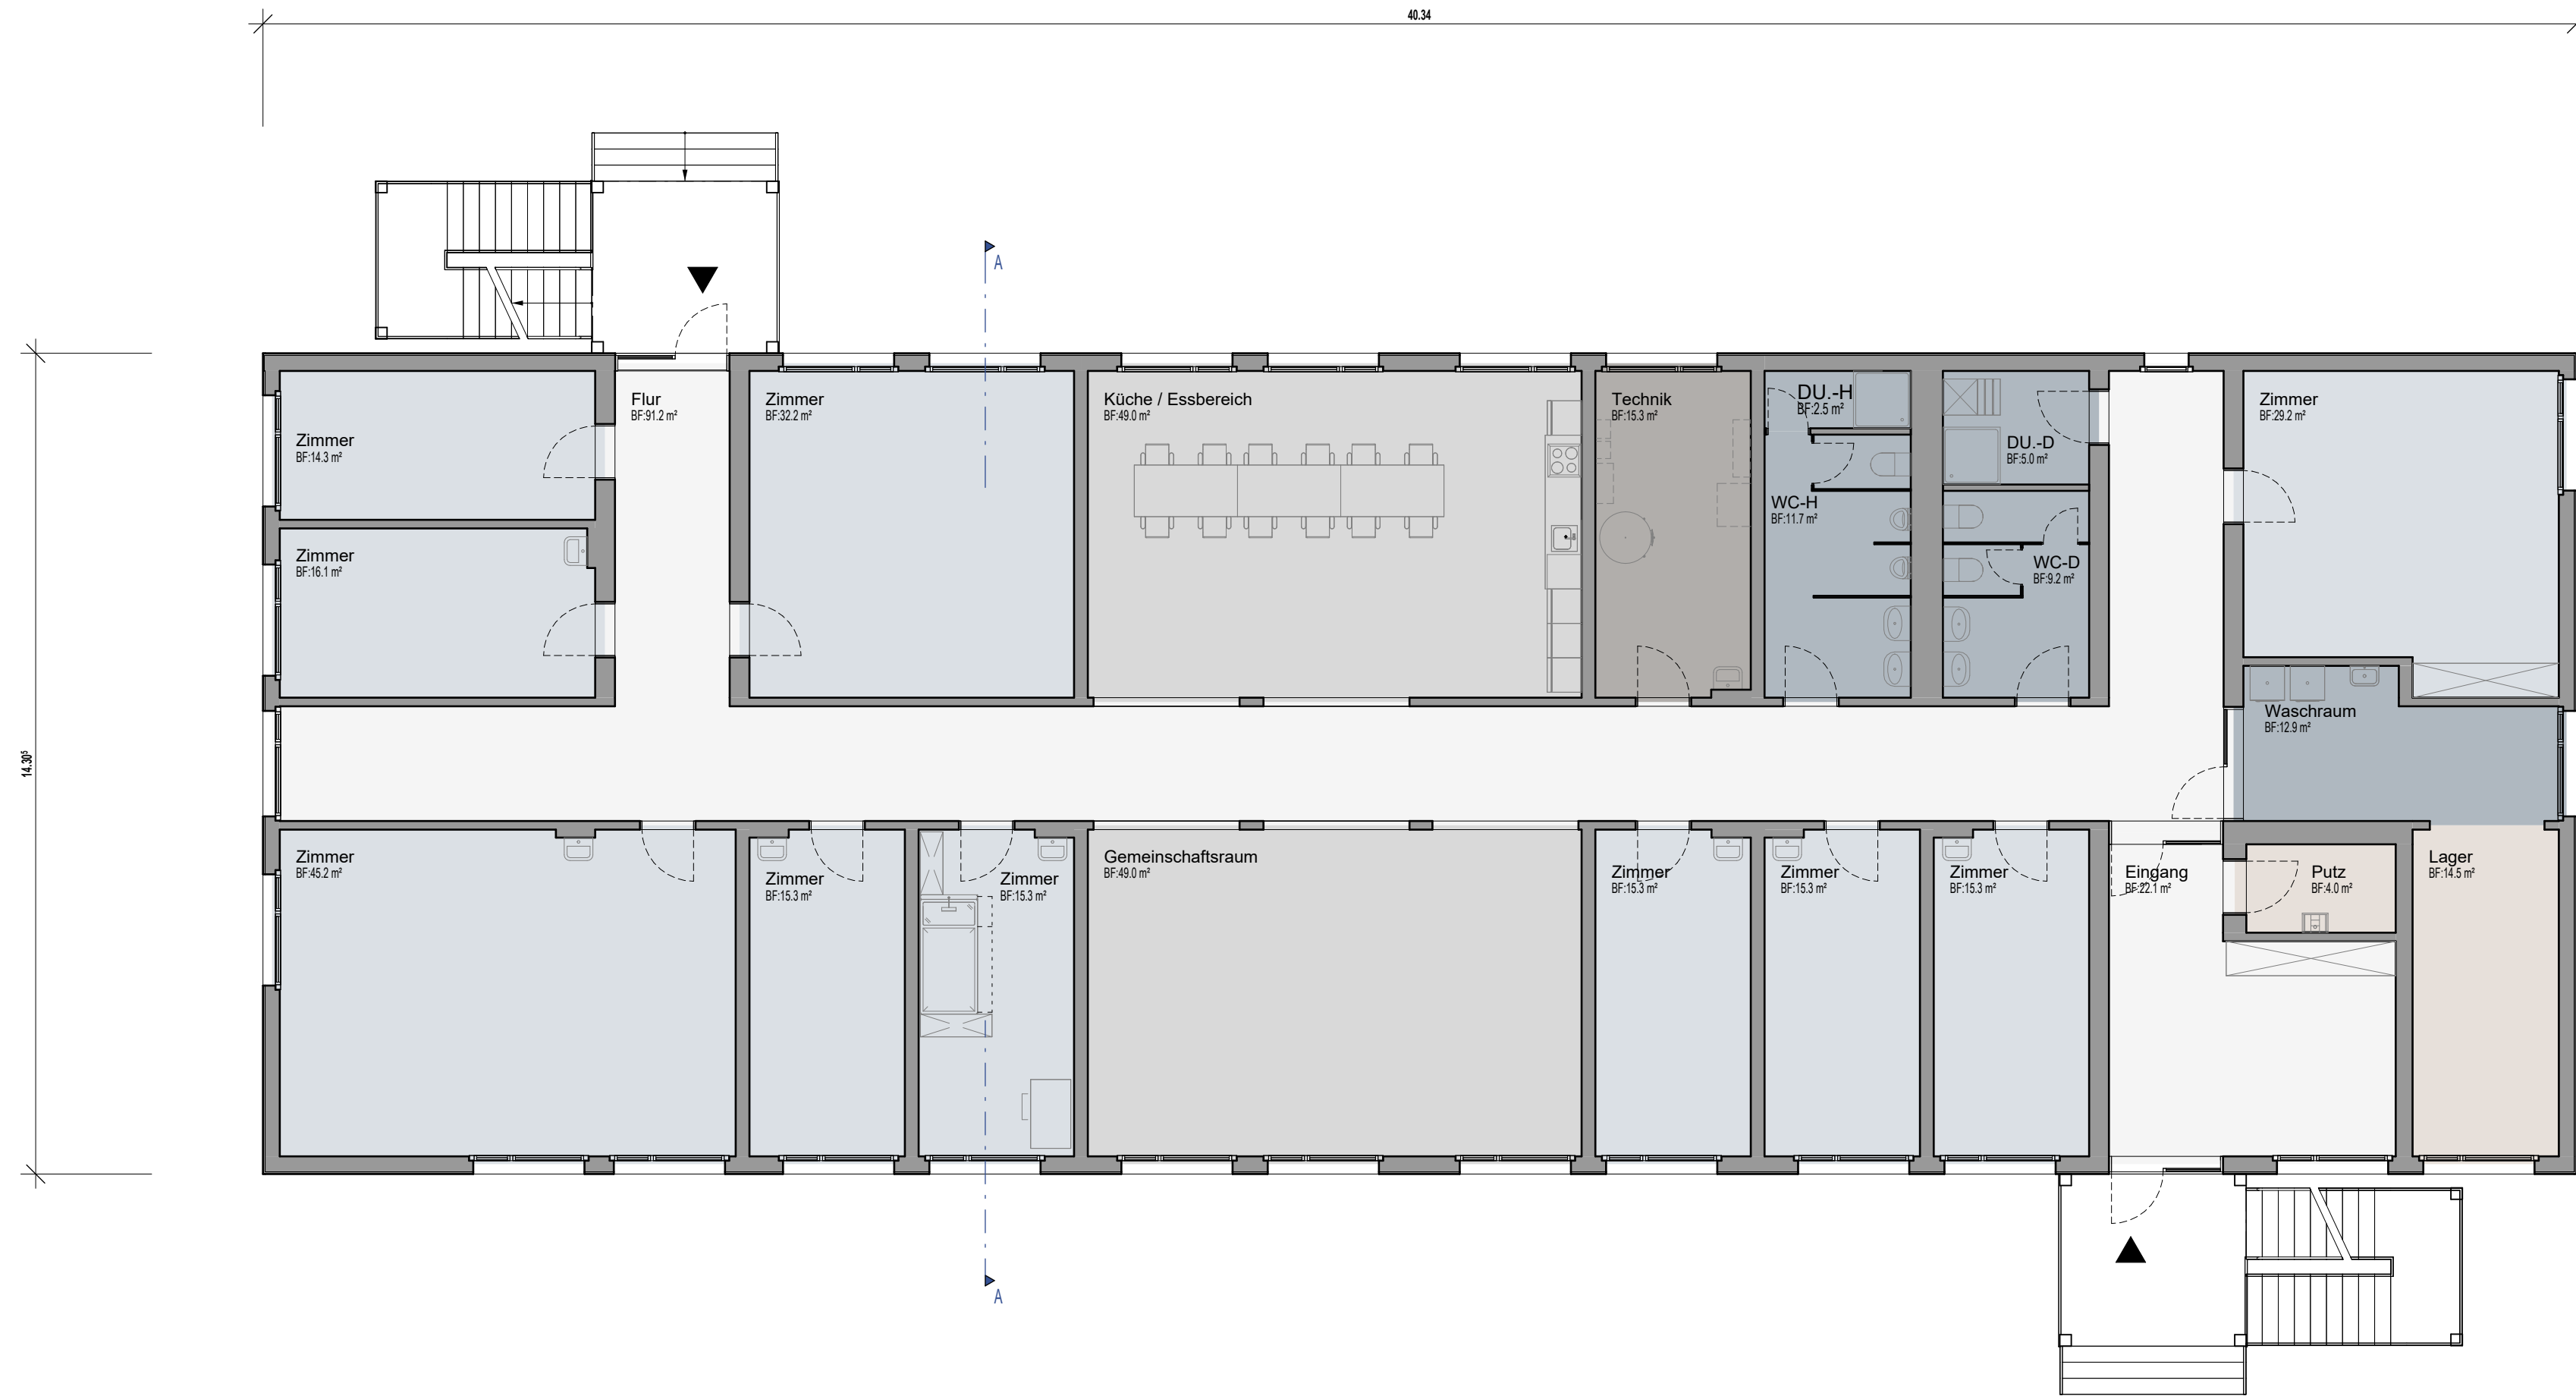 40.34
A
Flur
BF:91.2 m²
Zimmer
BF:32.2 m²
Küche / Essbereich
BF:49.0 m²
Technik
BF:15.3 m²
DU.-H
BF:2.5 m²
Zimmer
BF:29.2 m²
Zimmer
BF:14.3 m²
DU.-D
BF:5.0 m²
WC-H
BF:11.7 m²
Zimmer
BF:16.1 m²
WC-D
BF:9.2 m²
Waschraum
BF:12.9 m²
14.30⁵
Zimmer
BF:45.2 m²
Zimmer
BF:15.3 m²
Zimmer
BF:15.3 m²
Gemeinschaftsraum
BF:49.0 m²
Zimmer
BF:15.3 m²
Zimmer
BF:15.3 m²
Zimmer
BF:15.3 m²
Eingang
BF:22.1 m²
Putz
BF:4.0 m²
Lager
BF:14.5 m²
A